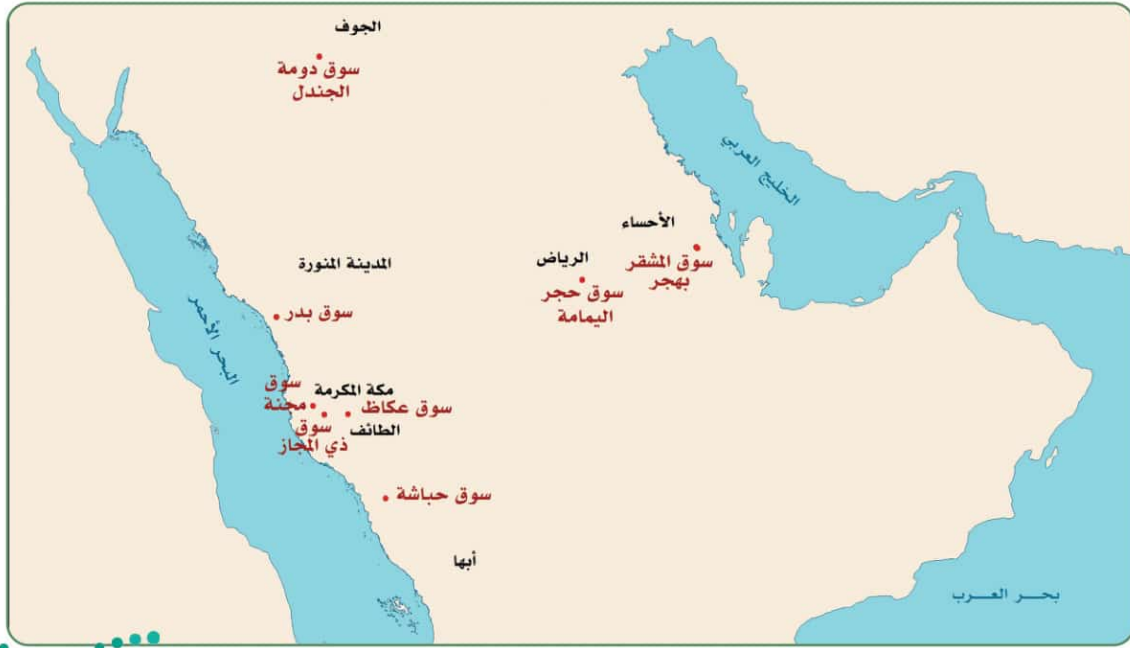 الجوف
سوق دومة
الجندل
الخليج العربي
الأحساء
سوق المشقر
بهجر
الرياض
سوق حجر
اليمامة
المدينة المنورة
سوق بدر
البحر الأحمر
مكة المكرمة
سوق
مجنة
سوق عكاظ
الطائف
سوق
ذي المجاز
سوق حباشة
أبها
بحر العرب